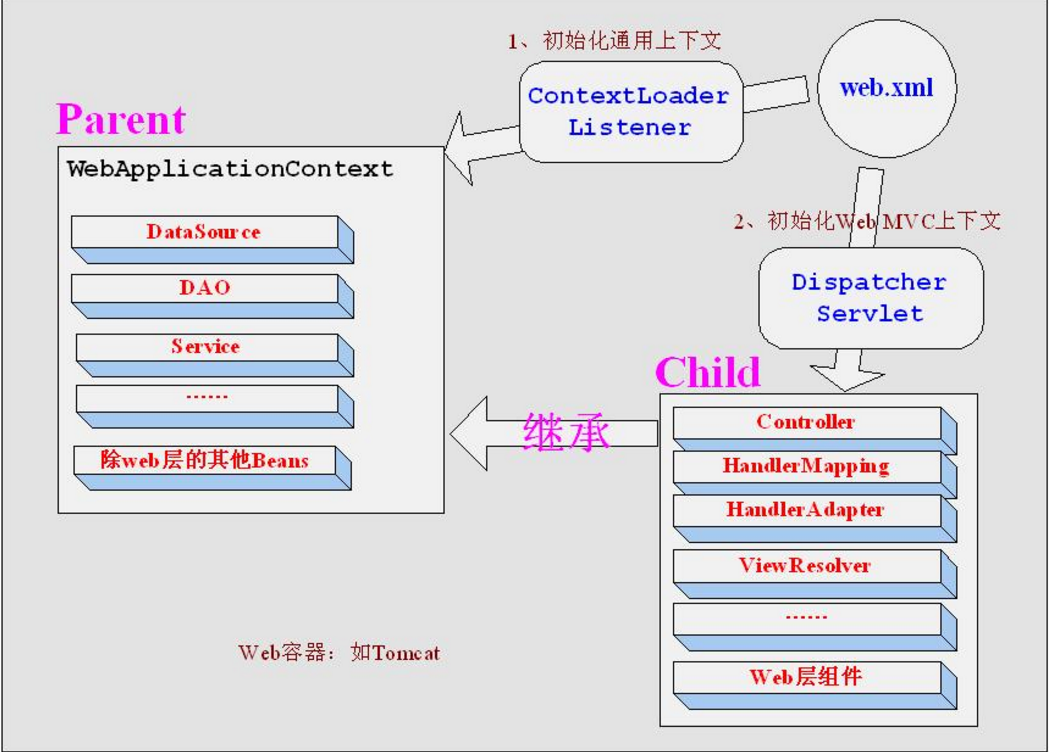 1、初始化通用上下文
ContextLoader
Listener
web.xml
Parent
WebApplicationContext
DataSource
DAO
Service
······
除web层的其他Beans
2、初始化Web MVC上下文
Dispatcher
Servlet
Child
继承
Controller
HandlerMapping
HandlerAdapter
ViewResolver
······
Web层组件
Web容器：如Tomcat